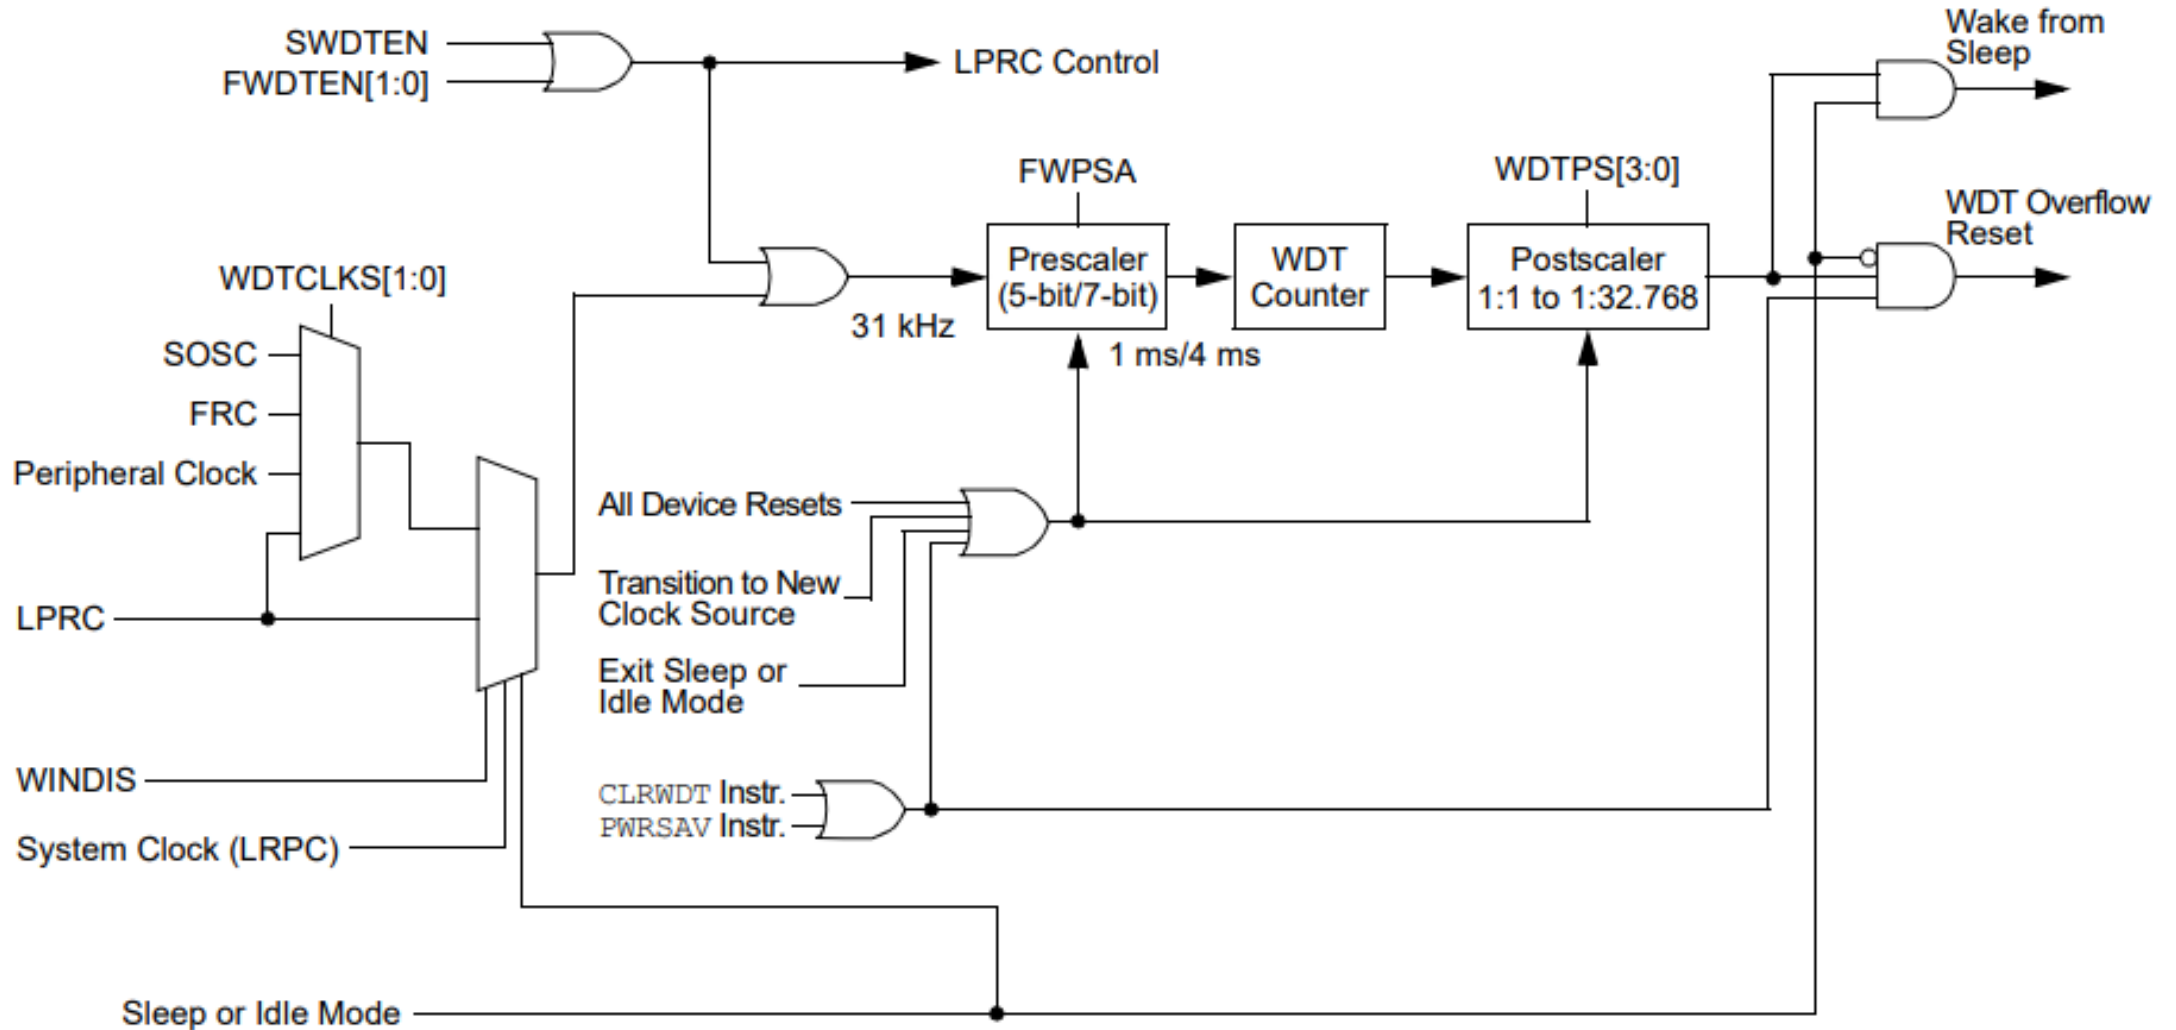 SWDTEN
FWDTEN[1:0]
LPRC Control
Wake from
Sleep
FWPSA
WDTPS[3:0]
WDT Overflow
Reset
Prescaler
(5-bit/7-bit)
WDT
Counter
Postscaler
1:1 to 1:32.768
WDTCLKS[1:0]
31 kHz
1 ms/4 ms
SOSC
FRC
Peripheral Clock
LPRC
All Device Resets
Transition to New
Clock Source
Exit Sleep or
Idle Mode
WINDIS
CLRWDT Instr.
PWRSAV Instr.
System Clock (LRPC)
Sleep or Idle Mode